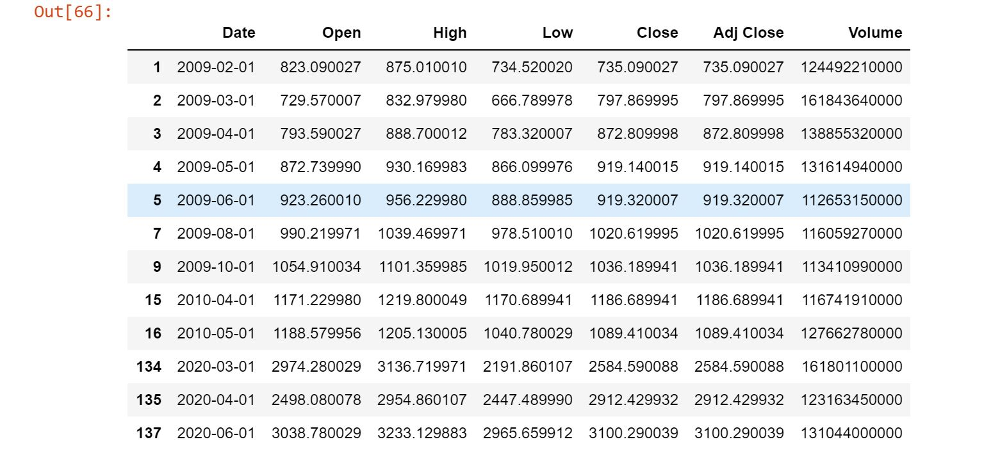 Out[66]:
Date Open High Low Close Adj Close Volume
1 2009-02-01 823.090027 875.010010 734.520020 735.090027 735.090027 124492210000
2 2009-03-01 729.570007 832.979980 666.789978 797.869995 797.869995 161843640000
3 2009-04-01 793.590027 888.700012 783.320007 872.809998 872.809998 138855320000
4 2009-05-01 872.739990 930.169983 866.099976 919.140015 919.140015 131614940000
5 2009-06-01 923.260010 956.229980 888.859985 919.320007 919.320007 112653150000
7 2009-08-01 990.219971 1039.469971 978.510010 1020.619995 1020.619995 116059270000
9 2009-10-01 1054.910034 1101.359985 1019.950012 1036.189941 1036.189941 113410990000
15 2010-04-01 1171.229980 1219.800049 1170.689941 1186.689941 1186.689941 116741910000
16 2010-05-01 1188.579956 1205.130005 1040.780029 1089.410034 1089.410034 127662780000
134 2020-03-01 2974.280029 3136.719971 2191.860107 2584.590088 2584.590088 161801100000
135 2020-04-01 2498.080078 2954.860107 2447.489990 2912.429932 2912.429932 123163450000
137 2020-06-01 3038.780029 3233.129883 2965.659912 3100.290039 3100.290039 131044000000